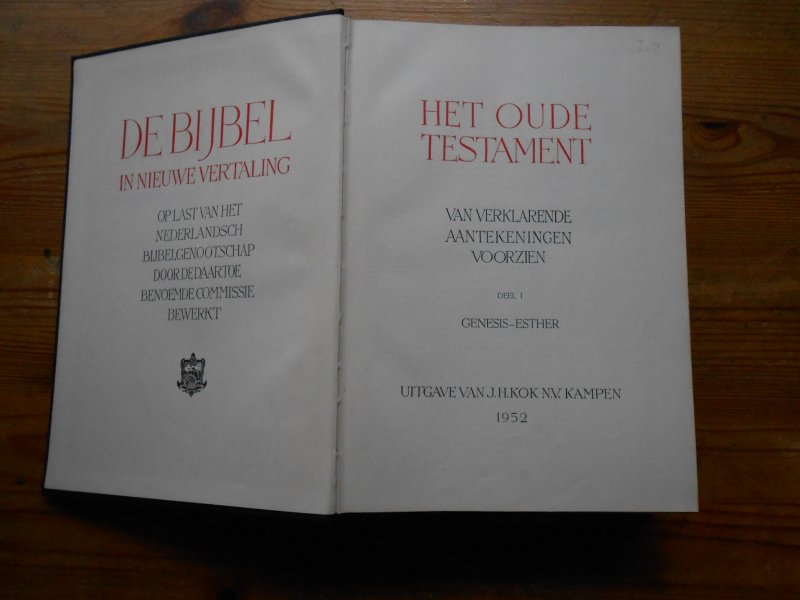 DE BIJBEL
IN NIEUWE VERTALING
OP LAST VAN HET
NEDERLANDSCH
BIJBELGENOOTSCHAP
DOOR DE DAARTOE
BENOEMDE COMMISSIE
BEWERKT
HET OUDE
TESTAMENT
VAN VERKLARENDE
AANTEKENINGEN
VOORZIEN
DEEL I
GENESIS-ESTHER
UITGAVE VAN J.H. KOK N.V. KAMPEN
1952